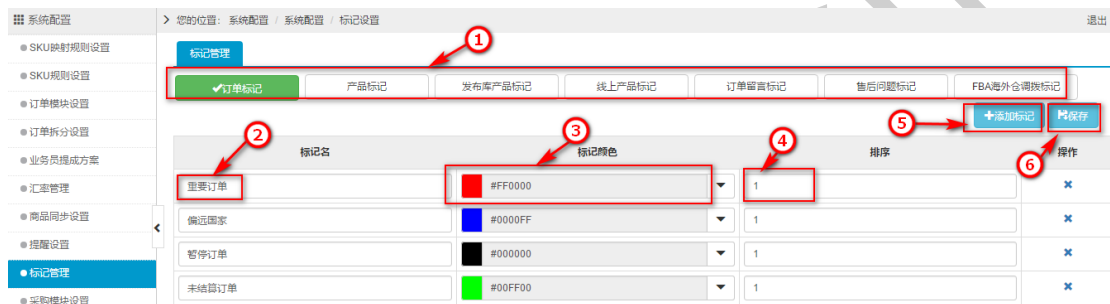 系统配置
您的位置: 系统配置 / 系统配置 / 标记设置
退出
SKU映射规则设置
SKU规则设置
订单模块设置
订单拆分设置
业务员提成方案
汇率管理
商品同步设置
提醒设置
标记管理
采购模块设置
标记管理
1
订单标记 产品标记 发布库产品标记 线上产品标记 订单留言标记 售后问题标记 FBA海外仓调拨标记
5 添加标记 保存
2 3 4 6
标记名 标记颜色 排序 操作
重要订单 #FF0000 1
偏远国家 #0000FF 1
暂停订单 #000000 1
未结算订单 #00FF00 1